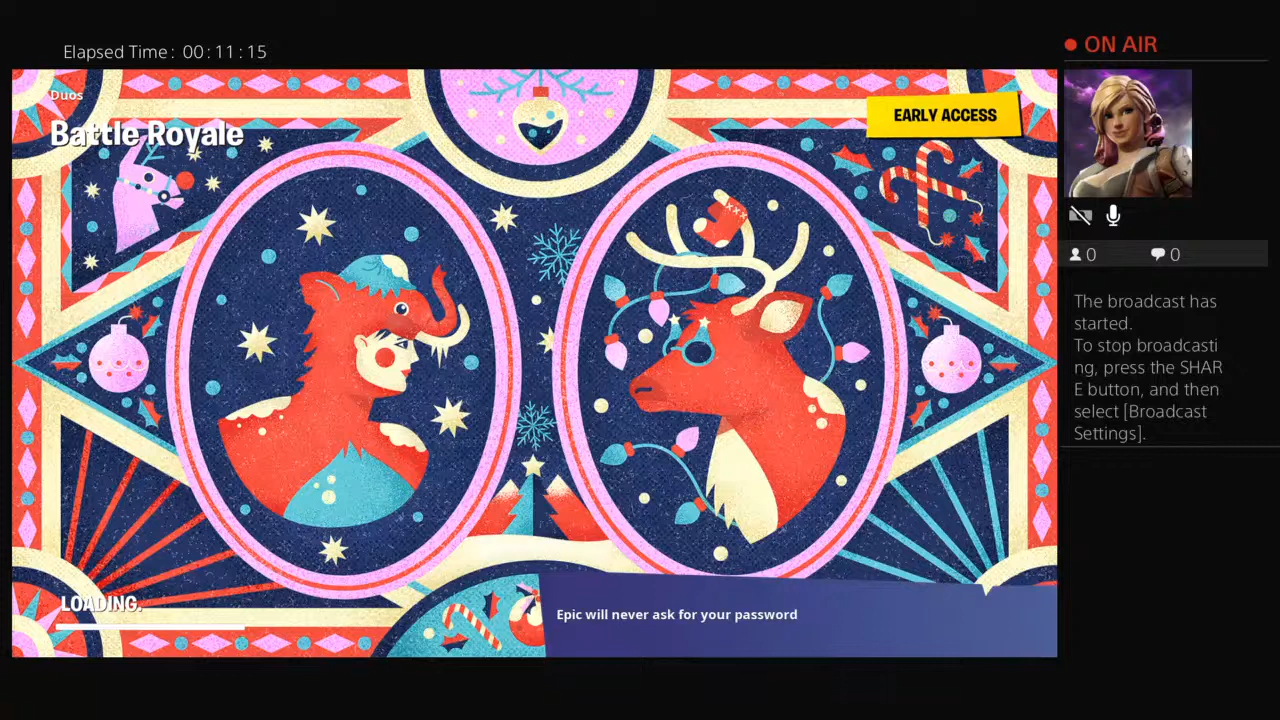 Elapsed Time: 00:11:15
ON AIR
Duos
Battle Royale
EARLY ACCESS
0
0
The broadcast has
started.
To stop broadcasti
ng, press the SHAR
E button, and then
select [Broadcast
Settings].
LOADING.
Epic will never ask for your password